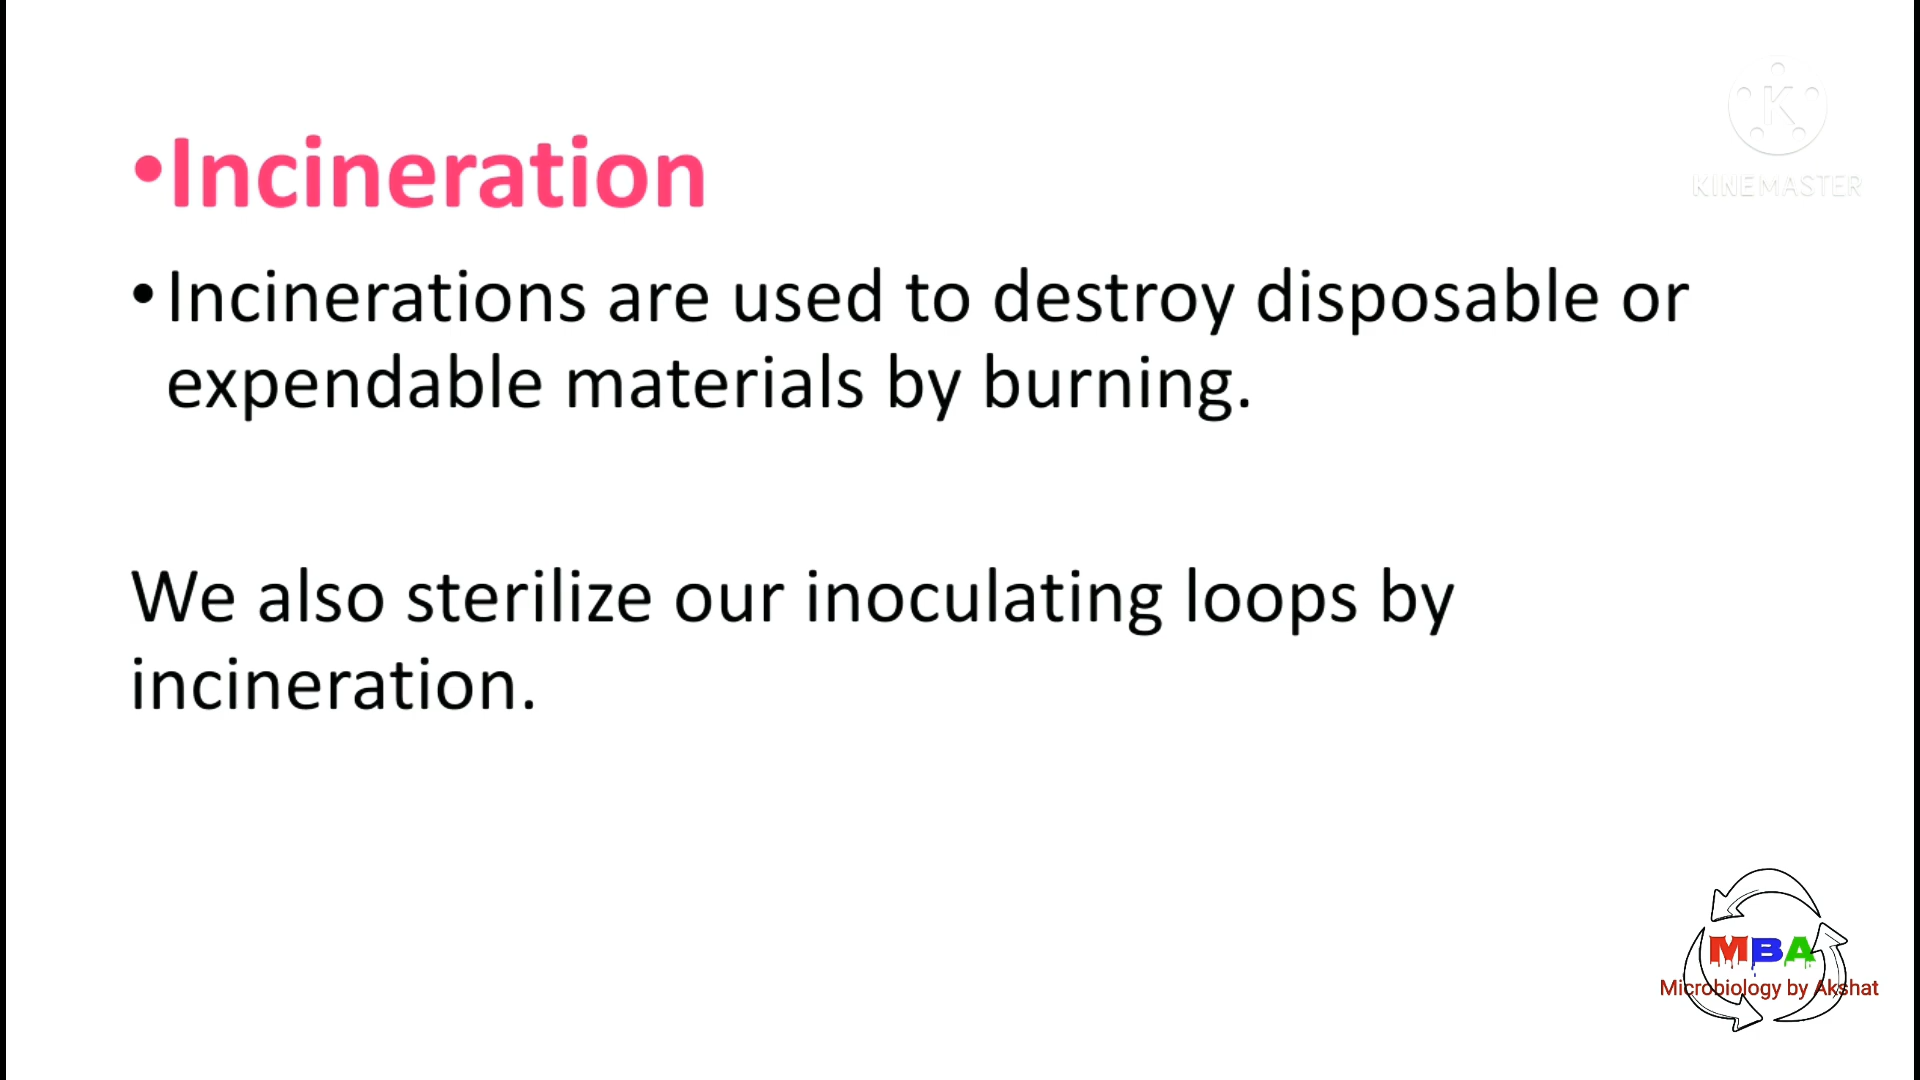 •Incineration
•Incinerations are used to destroy disposable or
expendable materials by burning.
We also sterilize our inoculating loops by
incineration.
K
KINEMASTER
MBA
Microbiology by Akshat